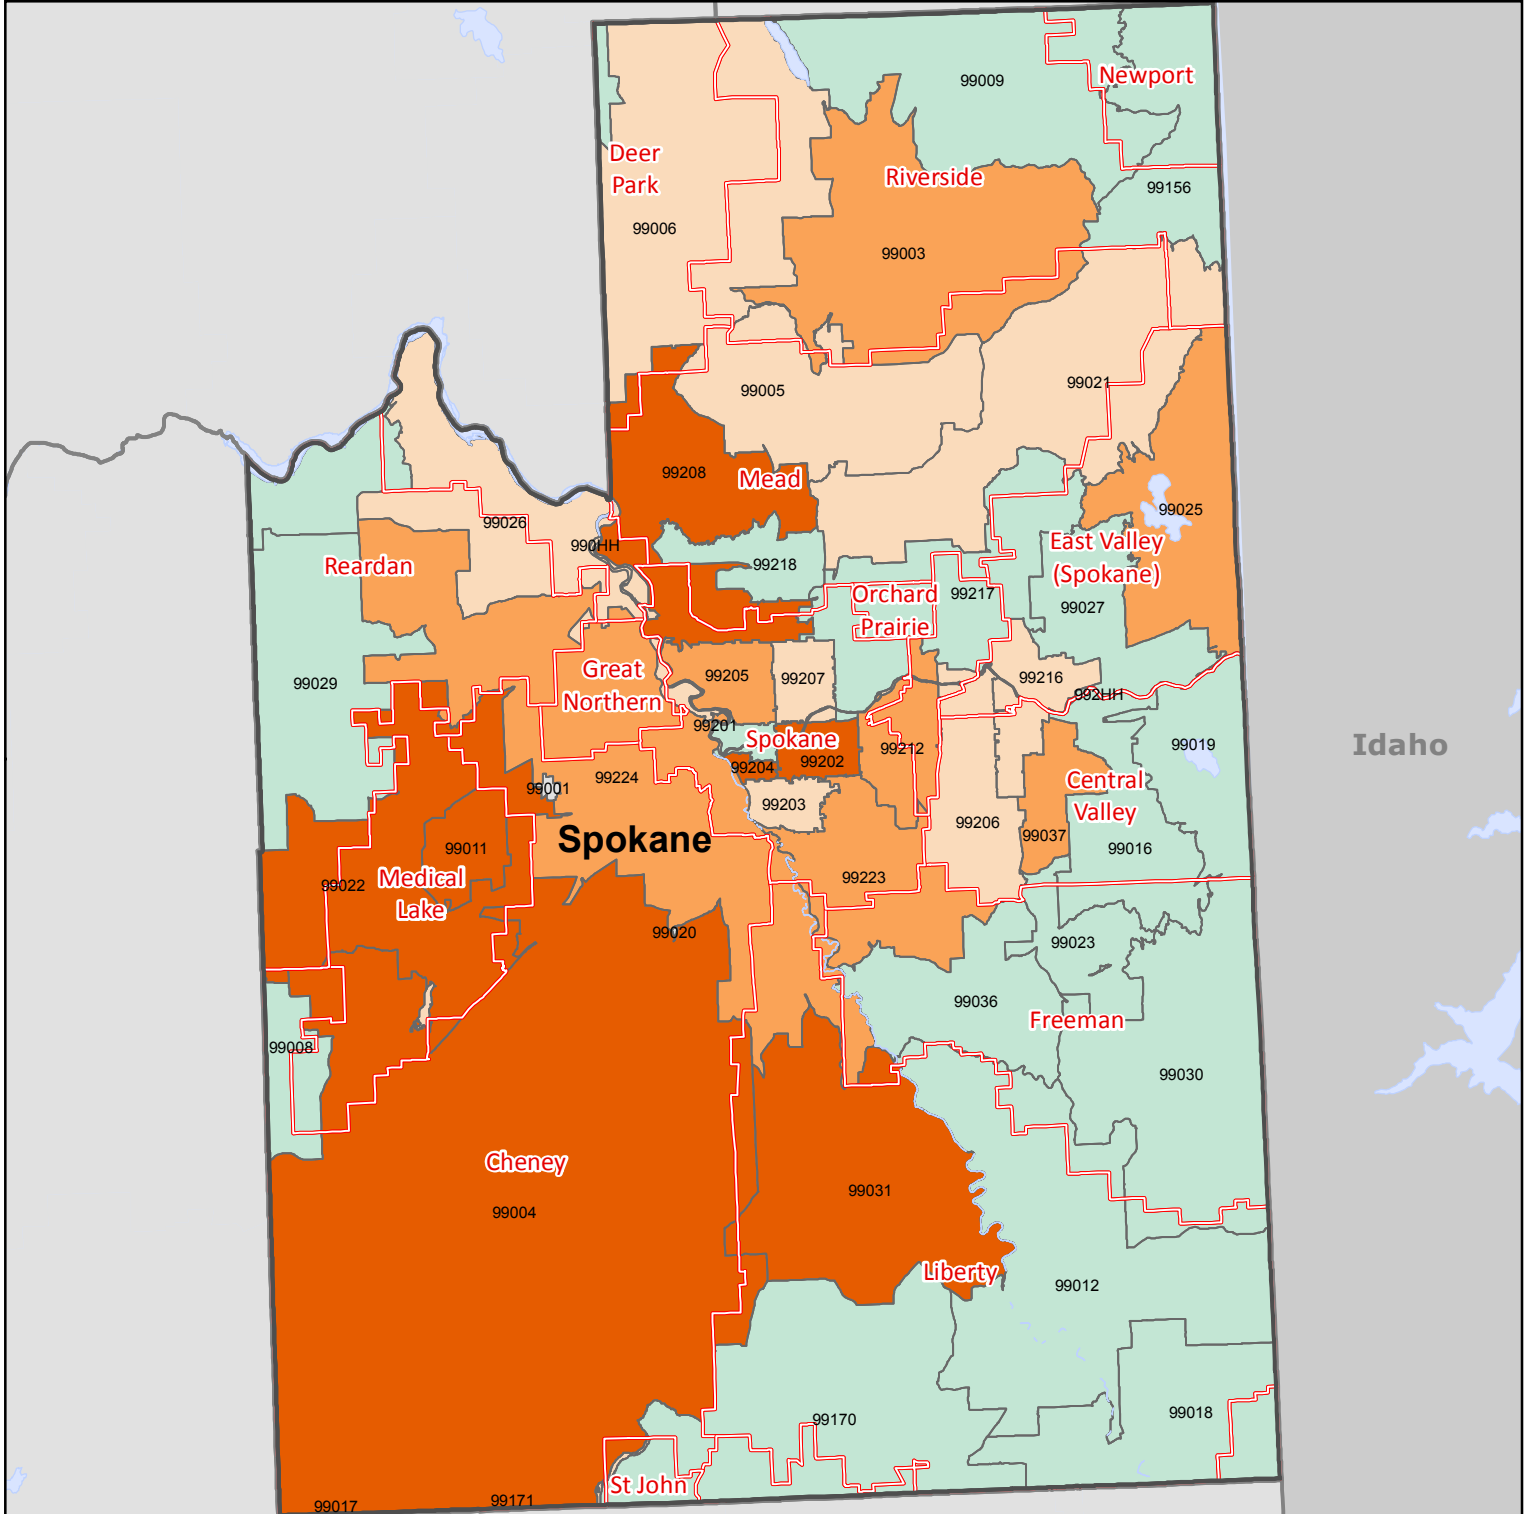 Newport
99009
Deer
Park
Riverside
99156
99006
99003
99005
99021
99208
Mead
99026
99025
990HH
East Valley
(Spokane)
Reardan
99218
Orchard
Prairie
99217
99027
Great
Northern
99205
99207
99216
99029
992HH
99201
Spokane
99212
99019
Idaho
99204
99202
99224
99001
Central
Valley
99203
99206
99037
Spokane
99016
99011
Medical
Lake
99022
99223
99020
99023
99036
Freeman
99008
99030
Cheney
99004
99031
Liberty
99012
99170
99018
St John
99017
99171